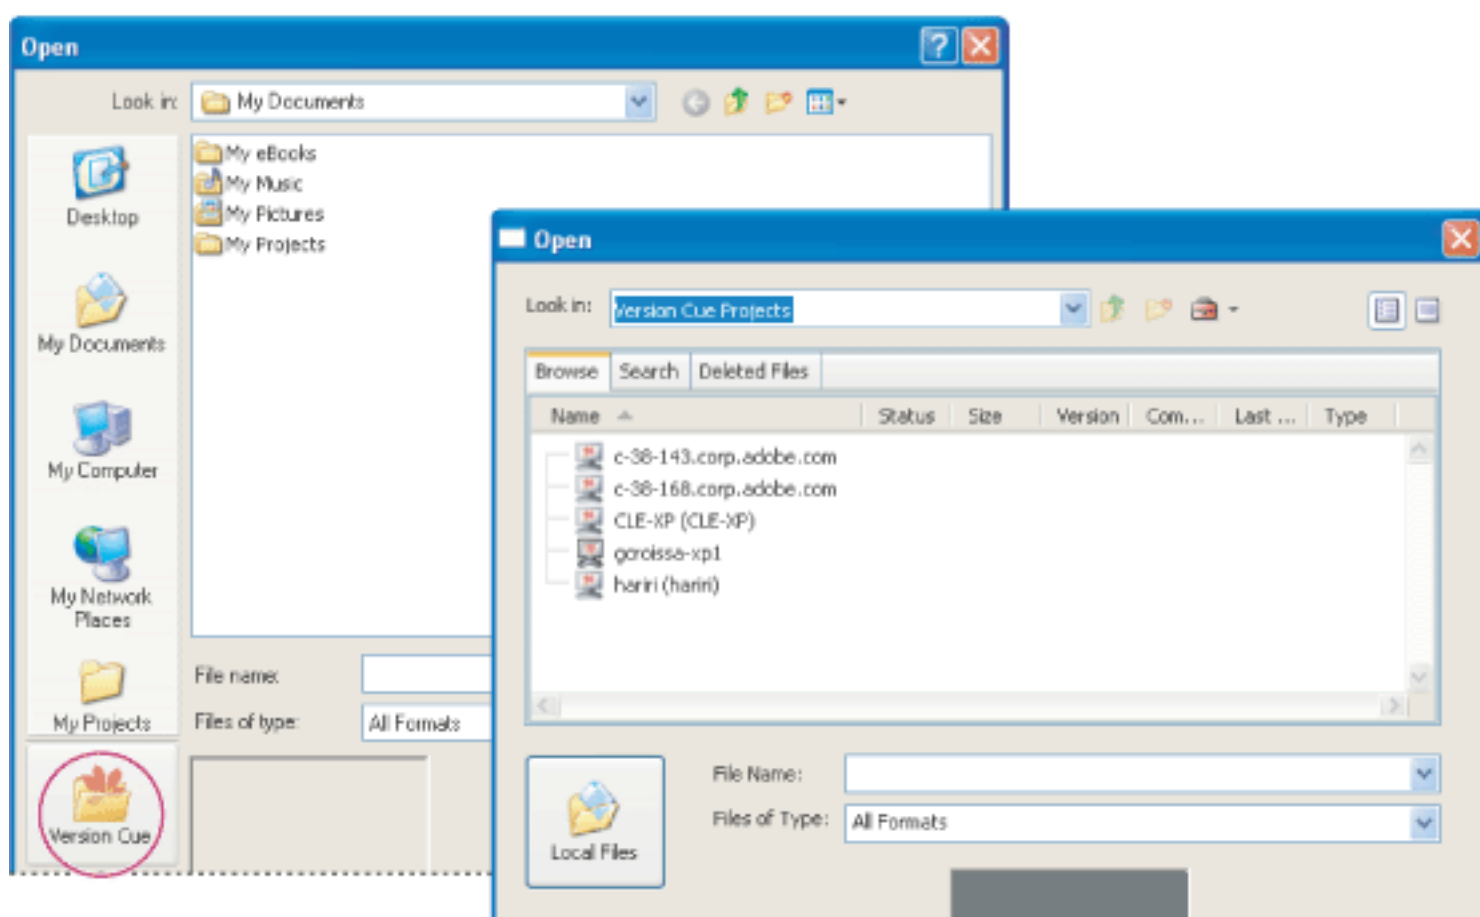 Open
Look in:
My Documents
My eBooks
My Music
My Pictures
My Projects
Desktop
My Documents
My Computer
My Network
Places
My Projects
Version Cue
File name:
Files of type:
All Formats
Open
Look in:
Version Cue Projects
Browse Search Deleted Files
Name Status Size Version Com... Last ... Type
c-38-143.corp.adobe.com
c-38-168.corp.adobe.com
CLE-XP (CLE-XP)
hariri (hariri)
Local Files
File Name:
Files of Type:
All Formats